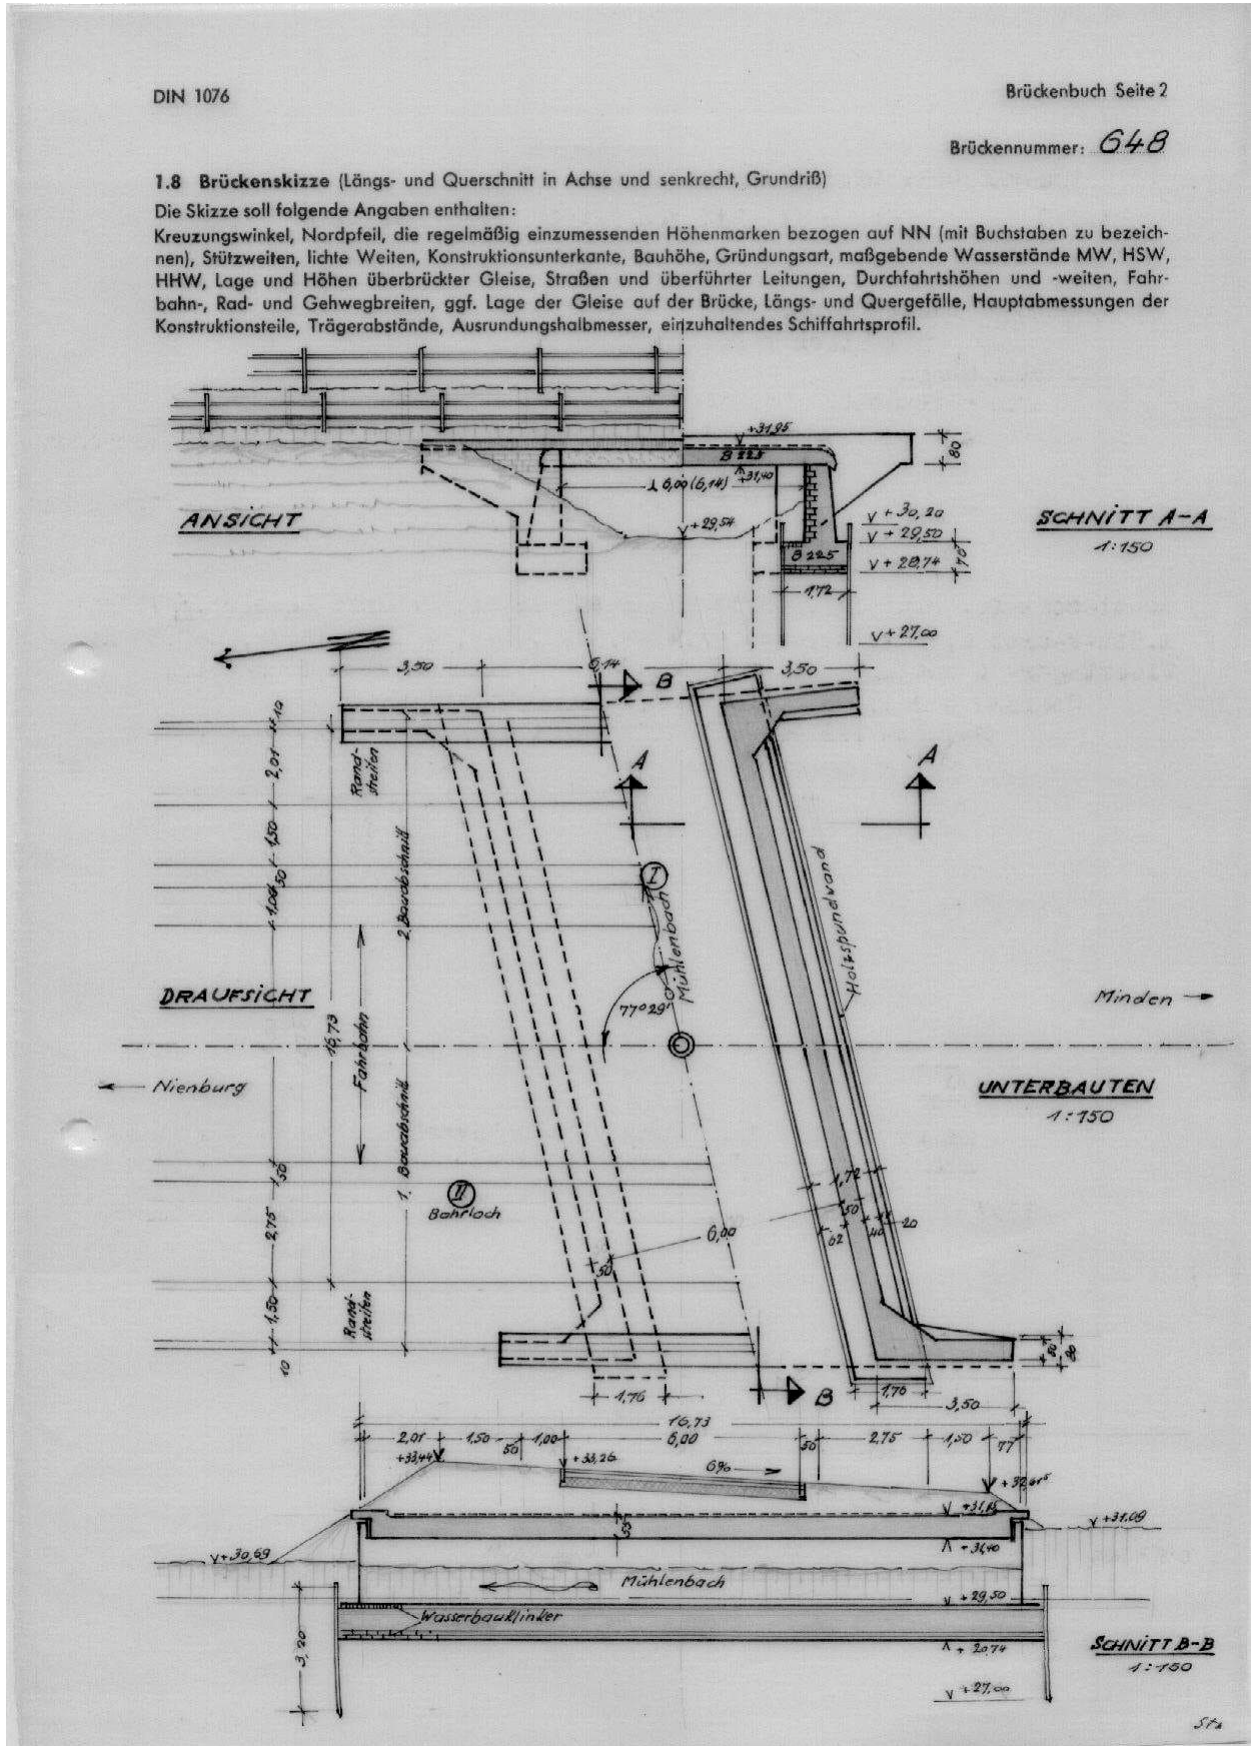 DIN 1076
Brückenbuch Seite 2
Brückennummer: 648
1.8 Brückenskizze (Längs- und Querschnitt in Achse und senkrecht, Grundriß)
Die Skizze soll folgende Angaben enthalten:
Kreuzungswinkel, Nordpfeil, die regelmäßig einzumessenden Höhenmarken bezogen auf NN (mit Buchstaben zu bezeich-
nen), Stützweiten, lichte Weiten, Konstruktionsunterkante, Bauhöhe, Gründungsart, maßgebende Wasserstände MW, HSW,
HHW, Lage und Höhen überbrückter Gleise, Straßen und überführter Leitungen, Durchfahrtshöhen und -weiten, Fahr-
bahn-, Rad- und Gehwegbreiten, ggf. Lage der Gleise auf der Brücke, Längs- und Quergefälle, Hauptabmessungen der
Konstruktionsteile, Trägerabstände, Ausrundungshalbmesser, einzuhaltendes Schiffahrtsprofil.
+31,95
80
B 225
6,00 (6,14)
+31,40
ANSICHT
+29,54
+30,20
+29,50
SCHNITT A-A
1:150
B 225
+28,74
70
1,72
+27,00
3,50
6,14
3,50
B
10
2,01
Rand-
streifen
A
A
1,50
50
1,00
2. Bauabschnitt
I
Mühlenbach
Holzspundwand
DRAUFSICHT
77°29'
Minden
16,73
Fahrbahn
Nienburg
UNTERBAUTEN
1:150
1. Bauabschnitt
50
II
Bohrloch
1,72
50
20
2,75
6,00
62
40
50
1,50
Rand-
streifen
10
50
80
1,76
B
1,76
3,50
16,73
2,01
1,50
50
1,00
6,00
50
2,75
1,50
77
+33,44
+33,26
6%
55
+31,09
+30,69
+31,40
Mühlenbach
+29,50
Wasserbauklinker
3,20
SCHNITT B-B
1:150
+27,00